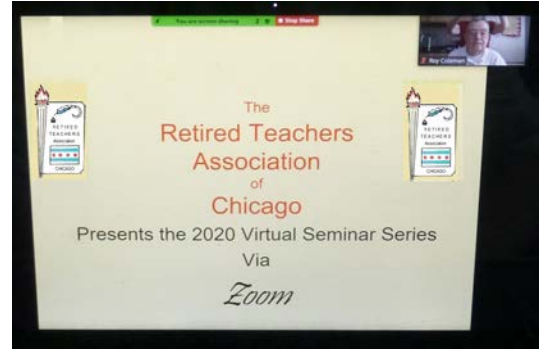 You are screen sharing
Stop Share
Roy Coleman
The
Retired Teachers
Association
of
Chicago
Presents the 2020 Virtual Seminar Series
Via
Zoom
RETIRED
TEACHERS
Association
CHICAGO
RETIRED
TEACHERS
Association
CHICAGO